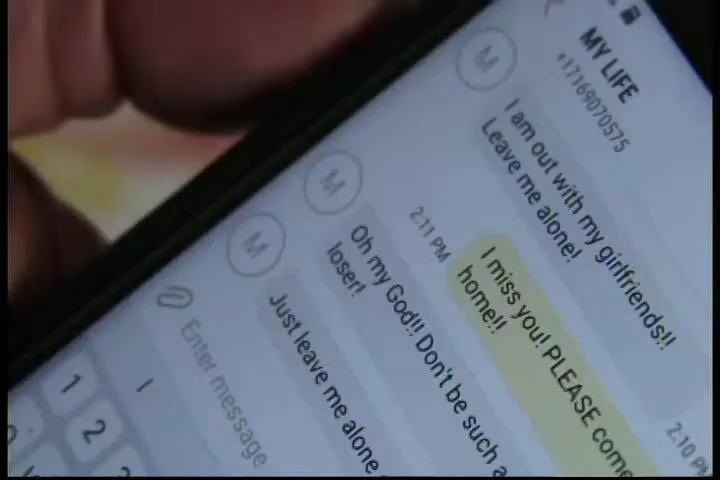 MY LIFE
+17169070575
M
I am out with my girlfriends!!
Leave me alone!
2:10 PM
I miss you! PLEASE come
home!!
2:11 PM
M
Oh my God!! Don't be such a
loser!
M
Just leave me alone
Enter message
1
2